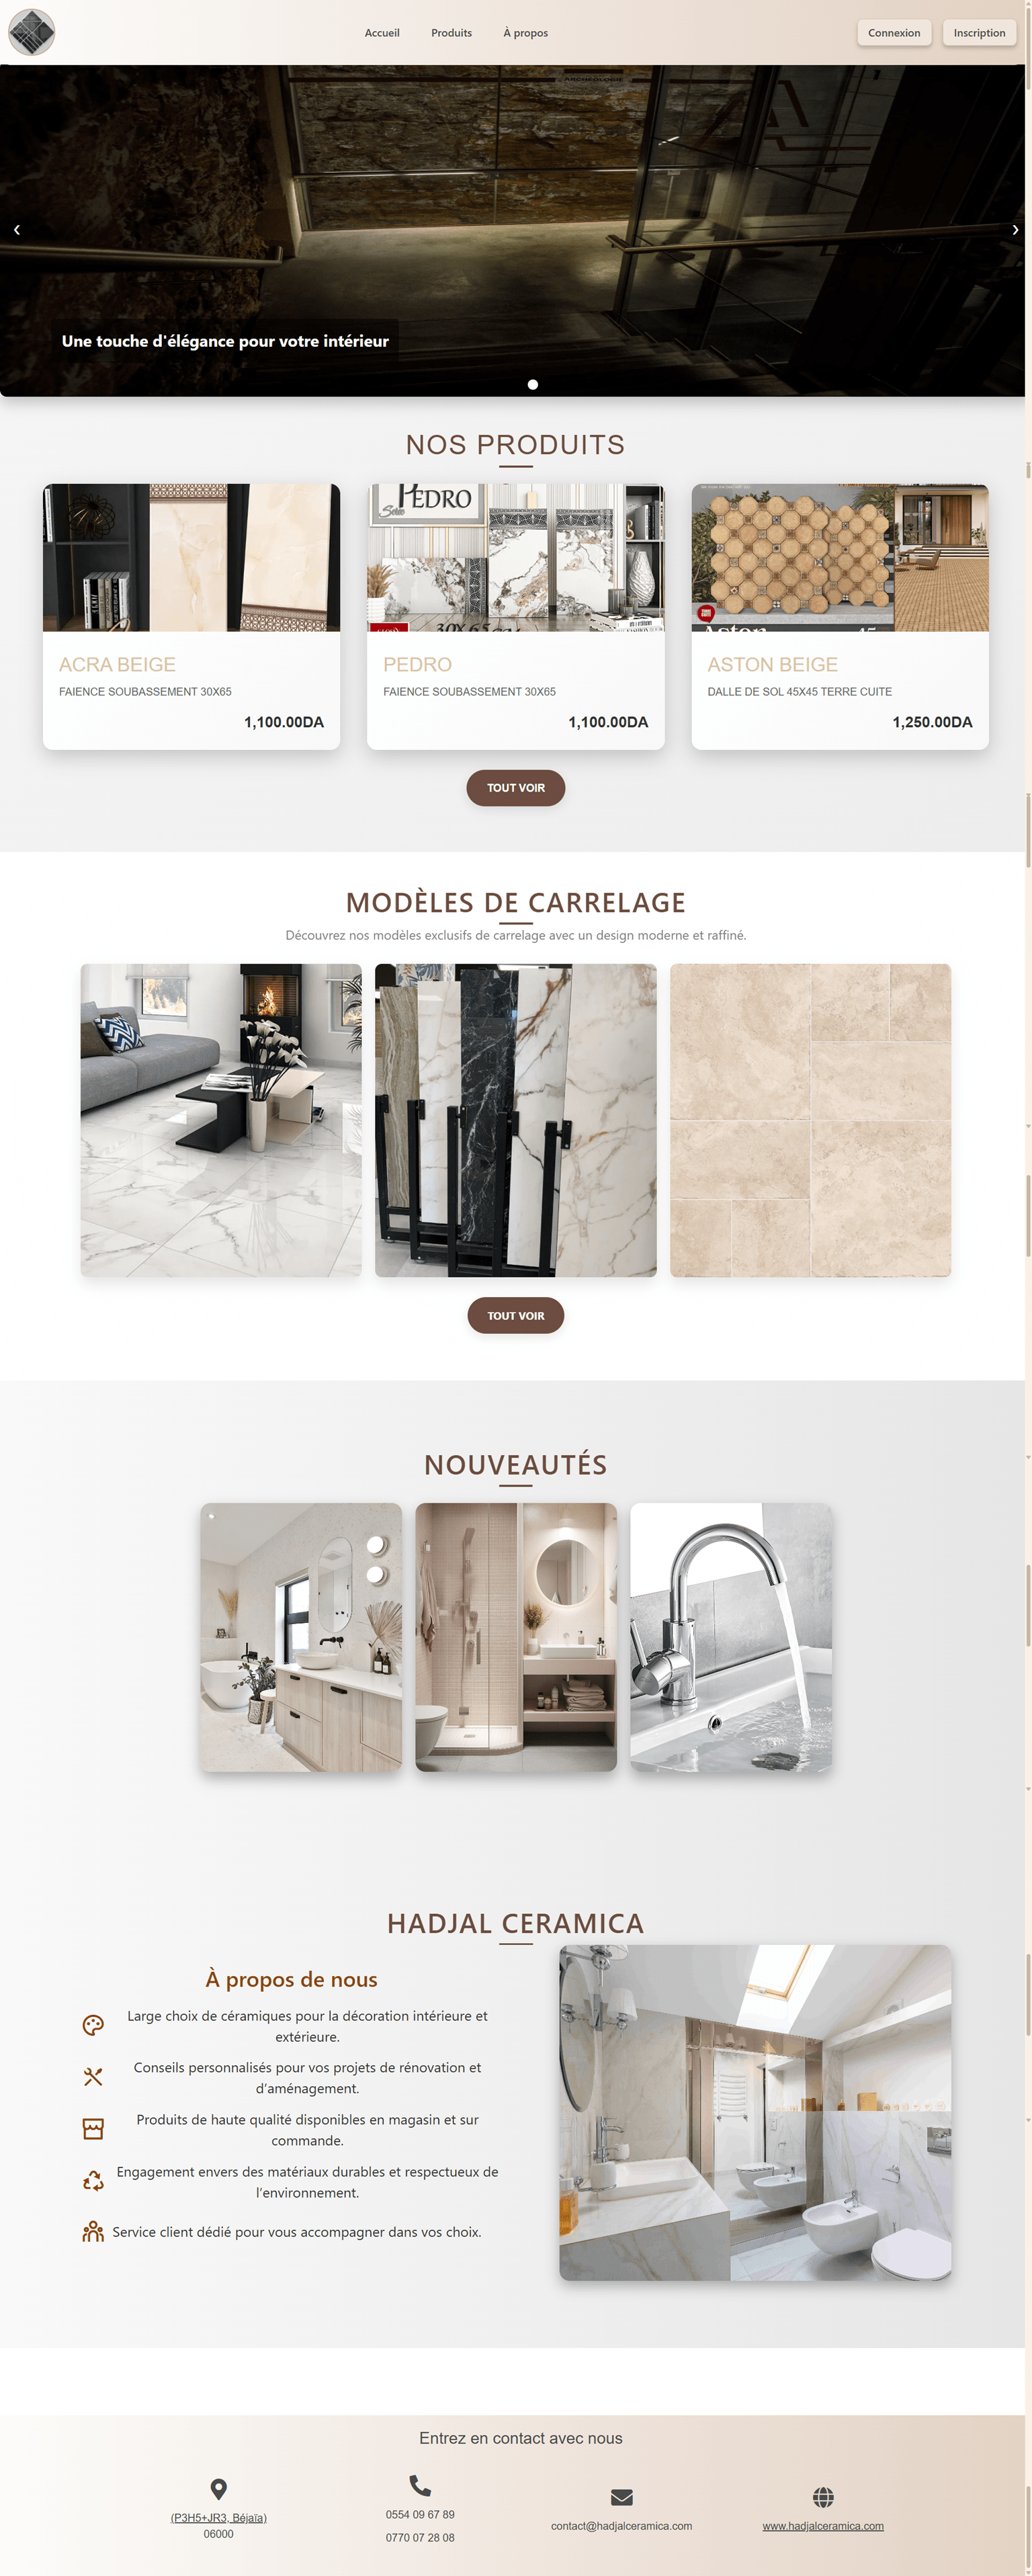 Accueil
Produits
À propos
Connexion
Inscription
ARCHEOLOGIE
Une touche d'élégance pour votre intérieur
NOS PRODUITS
PEDRO
Serie
30X65
Aston
45
ACRA BEIGE
FAIENCE SOUBASSEMENT 30X65
1,100.00DA
PEDRO
FAIENCE SOUBASSEMENT 30X65
1,100.00DA
ASTON BEIGE
DALLE DE SOL 45X45 TERRE CUITE
1,250.00DA
TOUT VOIR
MODÈLES DE CARRELAGE
Découvrez nos modèles exclusifs de carrelage avec un design moderne et raffiné.
TOUT VOIR
NOUVEAUTÉS
HADJAL CERAMICA
À propos de nous
Large choix de céramiques pour la décoration intérieure et
extérieure.
Conseils personnalisés pour vos projets de rénovation et
d'aménagement.
Produits de haute qualité disponibles en magasin et sur
commande.
Engagement envers des matériaux durables et respectueux de
l'environnement.
Service client dédié pour vous accompagner dans vos choix.
Entrez en contact avec nous
(P3H5+JR3, Béjaïa)
06000
0554 09 67 89
0770 07 28 08
contact@hadjalceramica.com
www.hadjalceramica.com